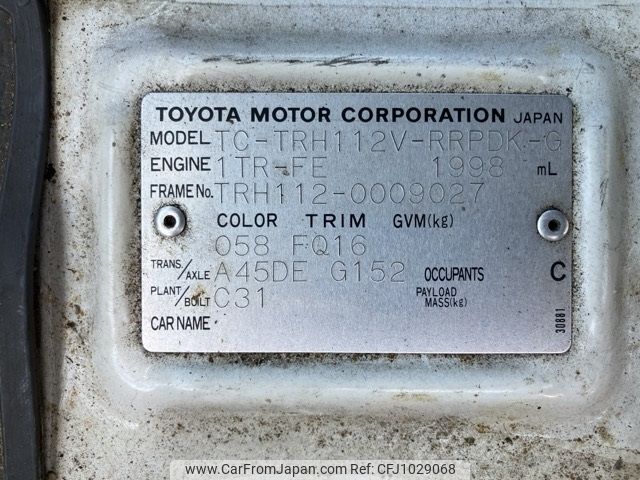 TOYOTA MOTOR CORPORATION JAPAN
MODEL TC-TRH112V-RRPDK-G
ENGINE 1TR-FE 1998 mL
FRAME No. TRH112-0009027
COLOR TRIM GVM(kg)
058 FQ16
TRANS/AXLE A45DE G152 OCCUPANTS C
PLANT/BUILT C31 PAYLOAD MASS(kg)
CAR NAME
30881
www.CarFromJapan.com | REF ID: CFJ1029068